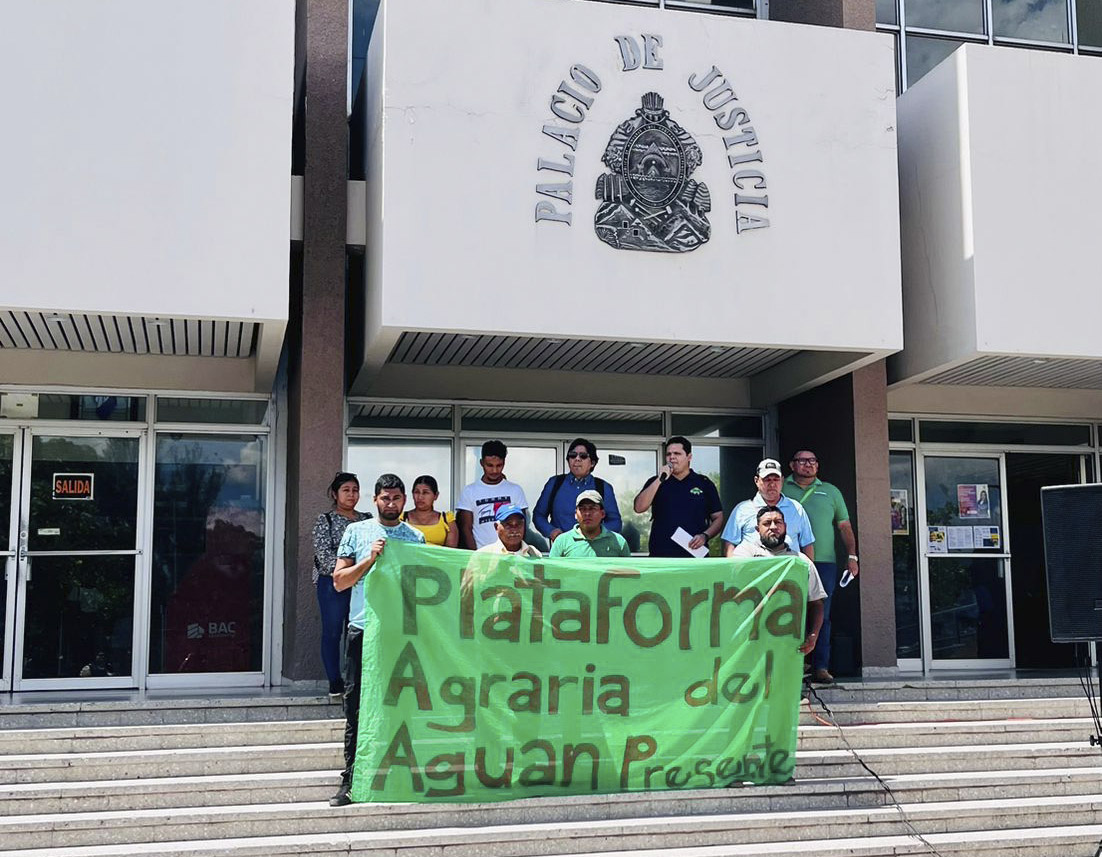 PALACIO DE JUSTICIA
SALIDA
BAC
Plataforma
Agraria del
Aguan Presente